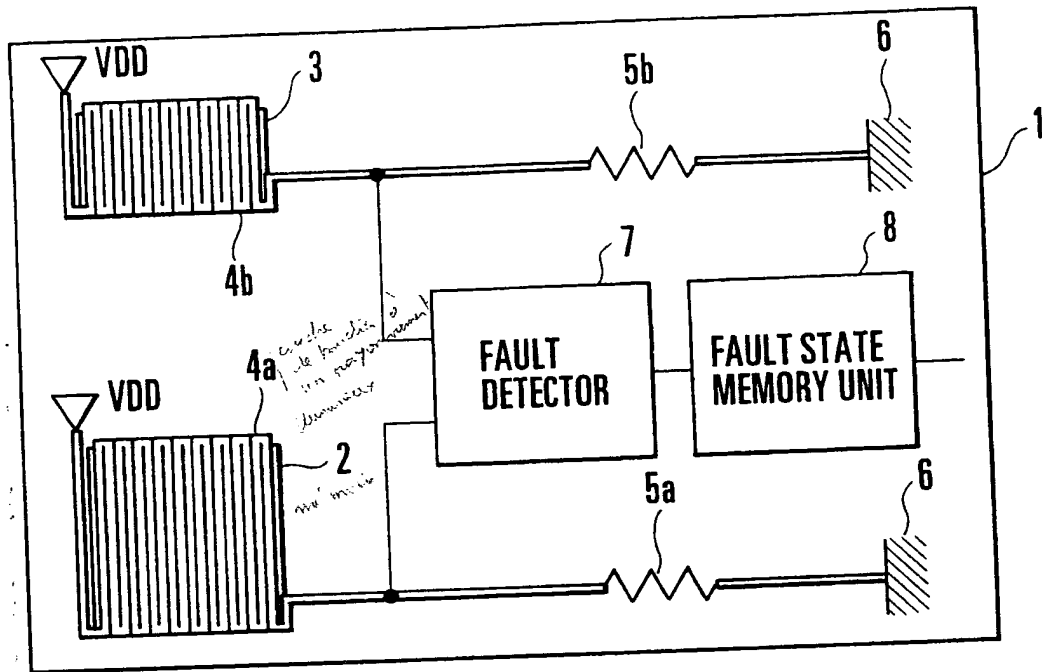 VDD
3
5b
6
1
4b
7
8
FAULT
DETECTOR
FAULT STATE
MEMORY UNIT
4a
VDD
2
5a
6